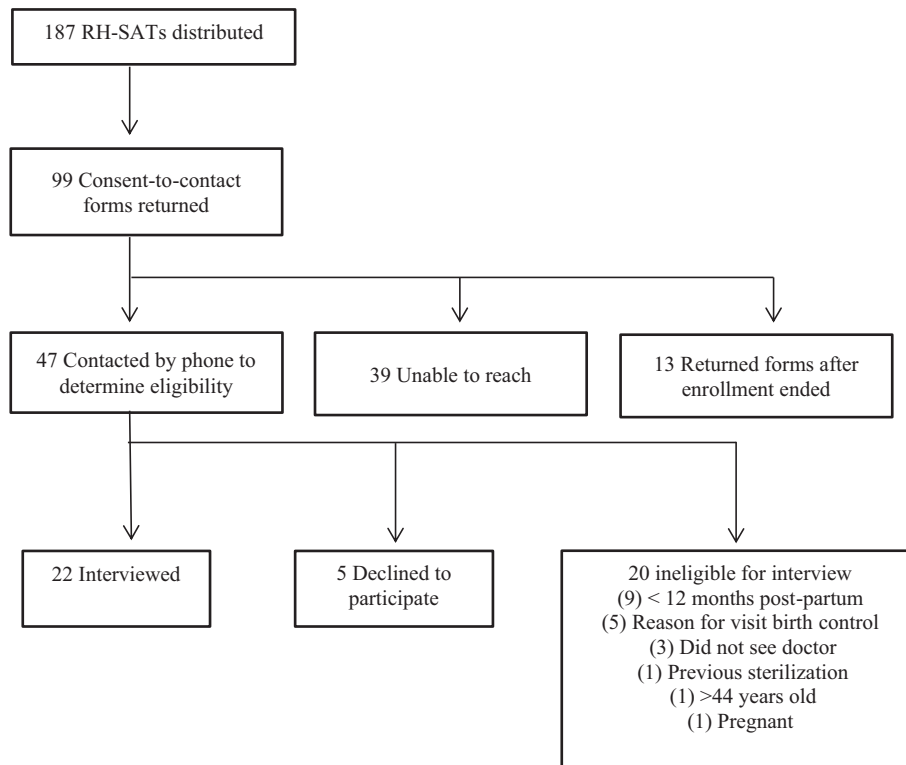 187 RH-SATs distributed
99 Consent-to-contact
forms returned
47 Contacted by phone to
determine eligibility
39 Unable to reach
13 Returned forms after
enrollment ended
22 Interviewed
5 Declined to
participate
20 ineligible for interview
(9) < 12 months post-partum
(5) Reason for visit birth control
(3) Did not see doctor
(1) Previous sterilization
(1) >44 years old
(1) Pregnant